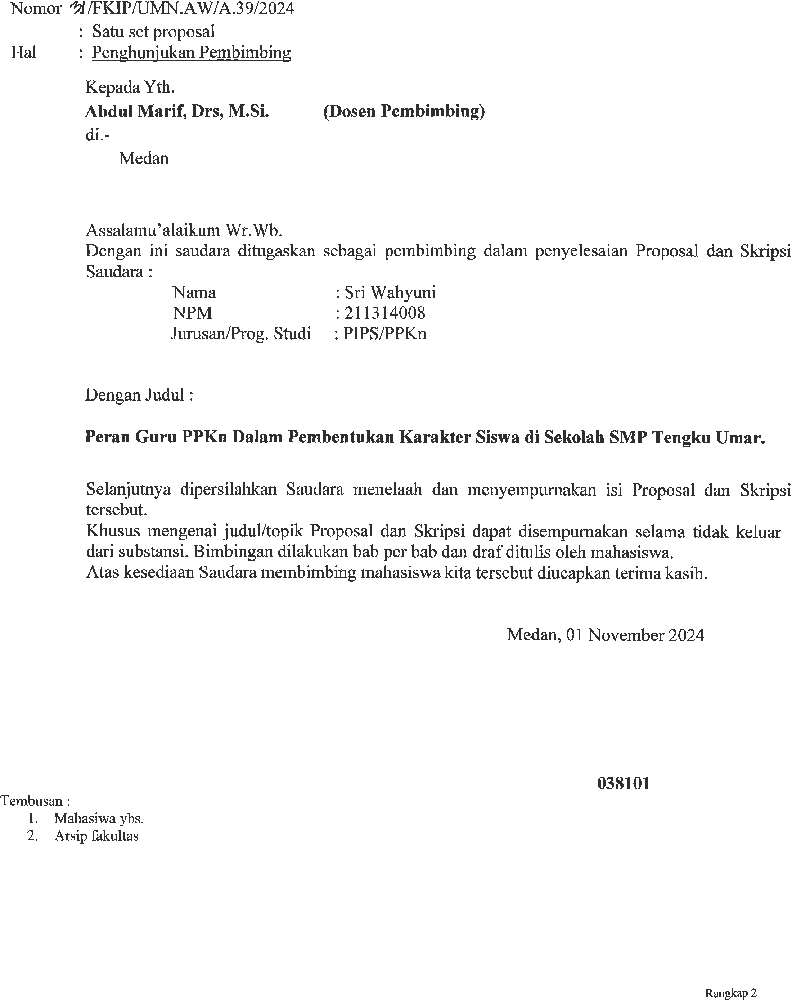 Nomor 31/FKIP/UMN.AW/A.39/2024
: Satu set proposal
Hal : Penghunjukan Pembimbing
Kepada Yth.
Abdul Marif, Drs, M.Si. (Dosen Pembimbing)
di.-
Medan
Assalamu’alaikum Wr.Wb.
Dengan ini saudara ditugaskan sebagai pembimbing dalam penyelesaian Proposal dan Skripsi
Saudara :
Nama : Sri Wahyuni
NPM : 211314008
Jurusan/Prog. Studi : PIPS/PPKn
Dengan Judul :
Peran Guru PPKn Dalam Pembentukan Karakter Siswa di Sekolah SMP Tengku Umar.
Selanjutnya dipersilahkan Saudara menelaah dan menyempurnakan isi Proposal dan Skripsi
tersebut.
Khusus mengenai judul/topik Proposal dan Skripsi dapat disempurnakan selama tidak keluar
dari substansi. Bimbingan dilakukan bab per bab dan draf ditulis oleh mahasiswa.
Atas kesediaan Saudara membimbing mahasiswa kita tersebut diucapkan terima kasih.
Medan, 01 November 2024
038101
Tembusan :
1. Mahasiwa ybs.
2. Arsip fakultas
Rangkap 2